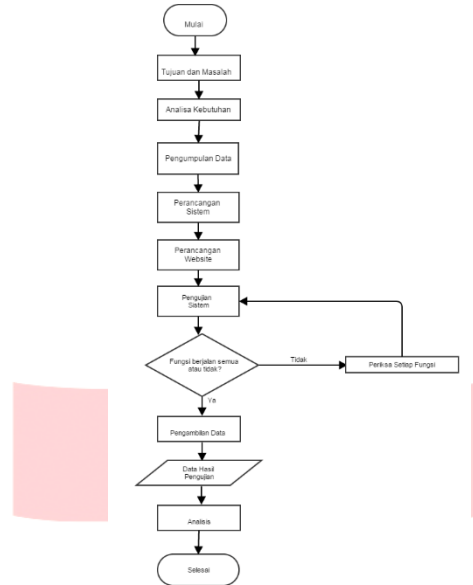 Mulai
Tujuan dan Masalah
Analisa Kebutuhan
Pengumpulan Data
Perancangan
Sistem
Perancangan
Website
Pengujian
Sistem
Fungsi berjalan semua
atau tidak?
Tidak
Periksa Setiap Fungsi
Ya
Pengambilan Data
Data Hasil
Pengujian
Analisis
Selesai